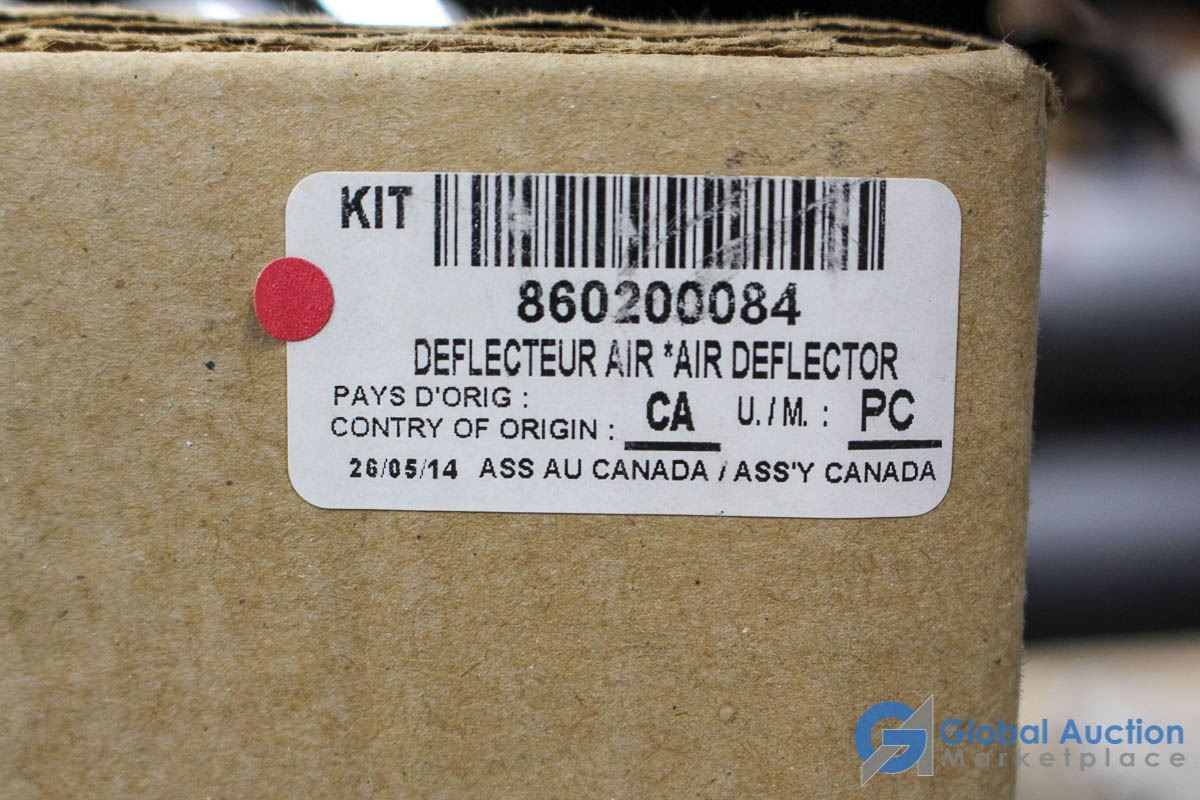 KIT
860200084
DEFLECTEUR AIR *AIR DEFLECTOR
PAYS D'ORIG :
CONTRY OF ORIGIN : CA U./M. : PC
26/05/14 ASS AU CANADA / ASS'Y CANADA
Global Auction
Marketplace